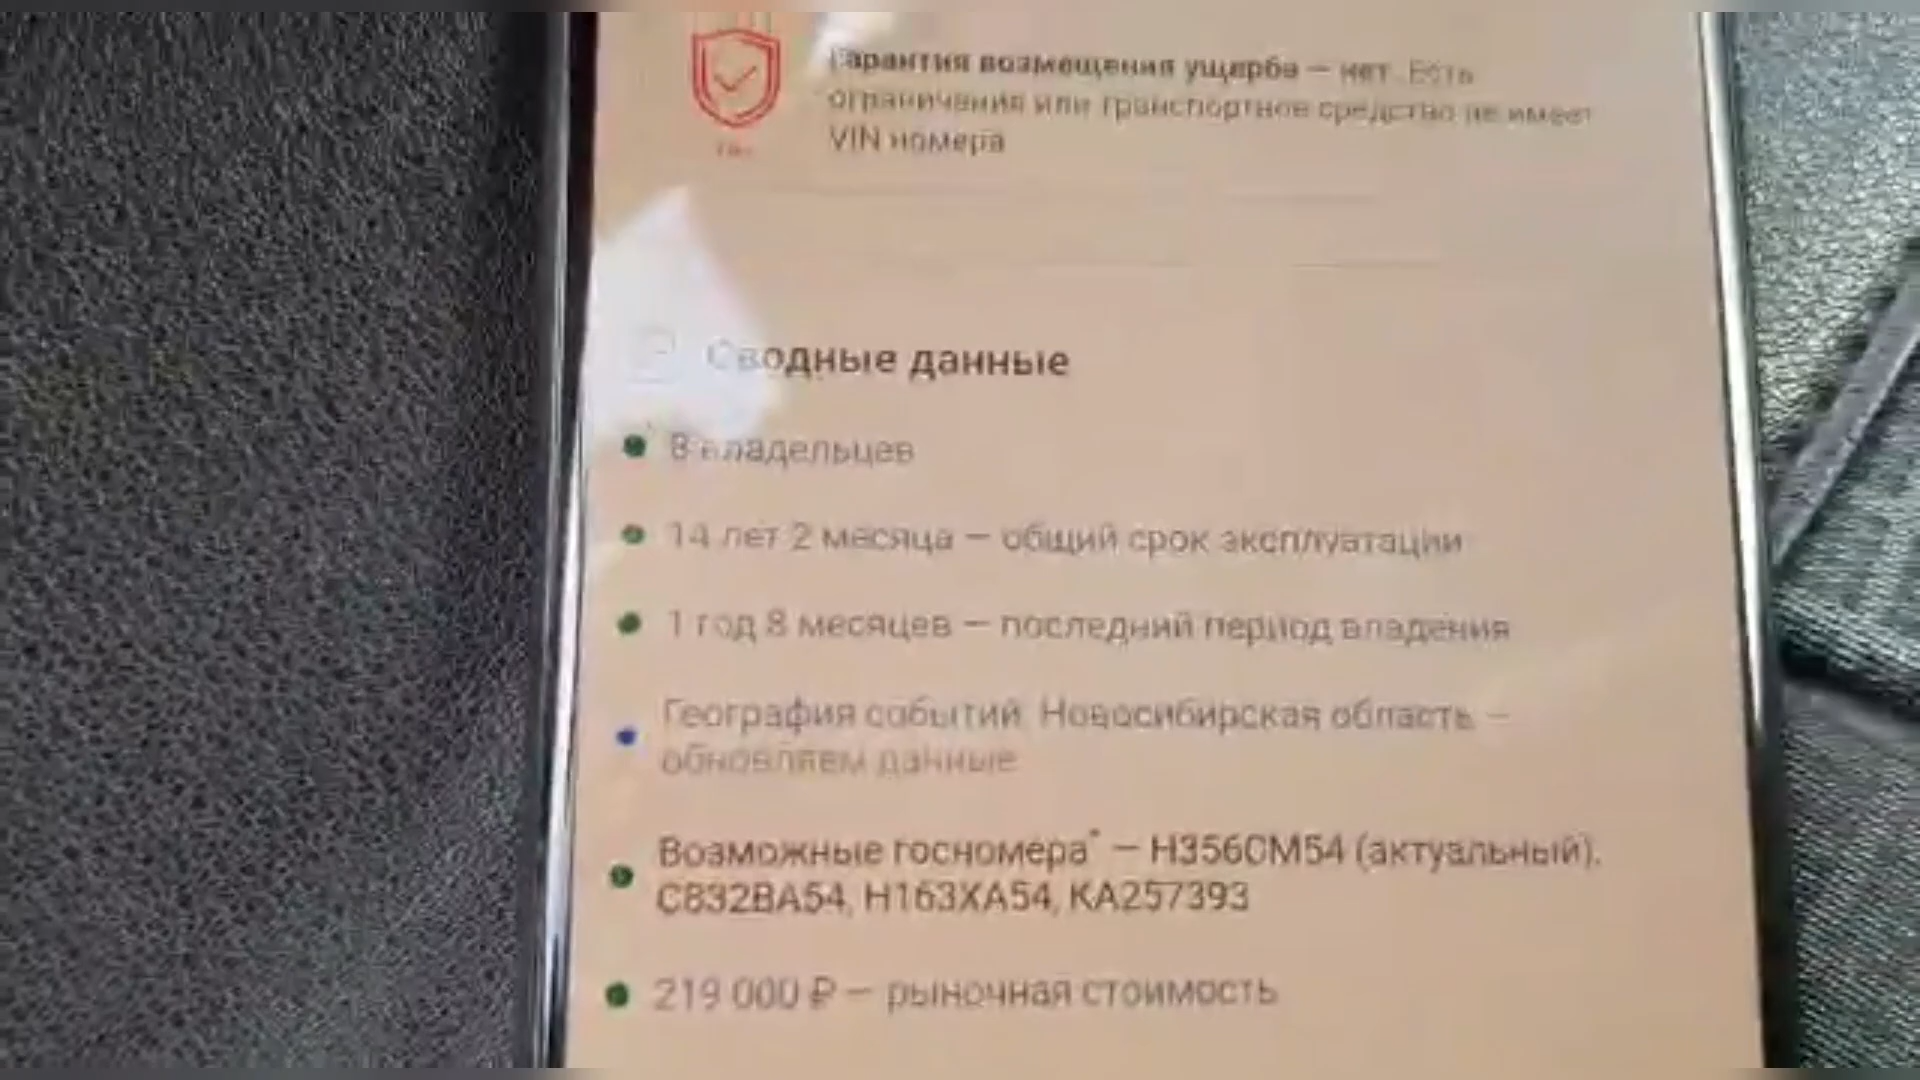 Гарантия возмещения ущерба — нет. Есть
ограничения или транспортное средство не имеет
VIN номера
Сводные данные
8 владельцев
14 лет 2 месяца — общий срок эксплуатации
1 год 8 месяцев — последний период владения
География событий: Новосибирская область —
обновляем данные
Возможные госномера* — Н356СМ54 (актуальный),
С832ВА54, Н163ХА54, КА257393
219 000 ₽ — рыночная стоимость